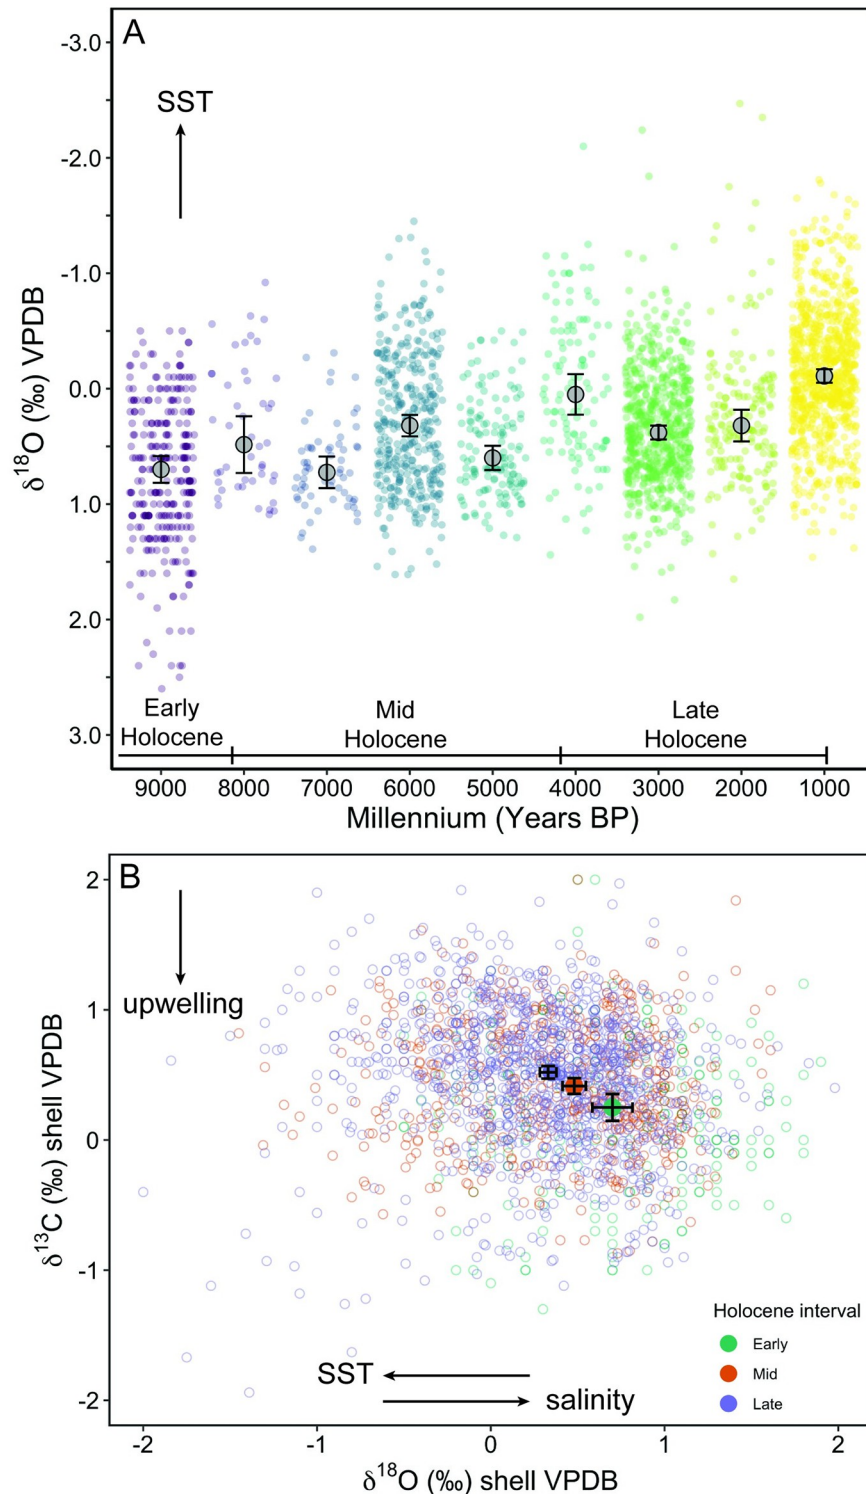 A
-3.0
SST
-2.0
-1.0
0.0
1.0
2.0
3.0
δ18O (‰) VPDB
Early
Holocene
Mid
Holocene
Late
Holocene
9000 8000 7000 6000 5000 4000 3000 2000 1000
Millennium (Years BP)
B
2
upwelling
1
0
-1
-2
δ13C (‰) shell VPDB
Holocene interval
Early
Mid
Late
SST
salinity
-2 -1 0 1 2
δ18O (‰) shell VPDB